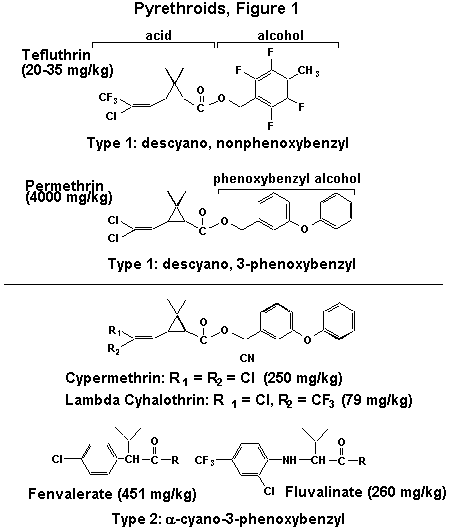 Pyrethroids, Figure 1
acid alcohol
Tefluthrin
(20-35 mg/kg)
F CH3
F
CF3 O
Cl C O F
F
Type 1: descyano, nonphenoxybenzyl
Permethrin
(4000 mg/kg)
phenoxybenzyl alcohol
Cl O O
Cl C O
Type 1: descyano, 3-phenoxybenzyl
R1 O O
R2 C O
CN
Cypermethrin: R1 = R2 = Cl (250 mg/kg)
Lambda Cyhalothrin: R 1 = Cl, R2 = CF3 (79 mg/kg)
Cl O O
CH C R CF3 NH CH C R
Cl
Fenvalerate (451 mg/kg) Fluvalinate (260 mg/kg)
Type 2: α-cyano-3-phenoxybenzyl